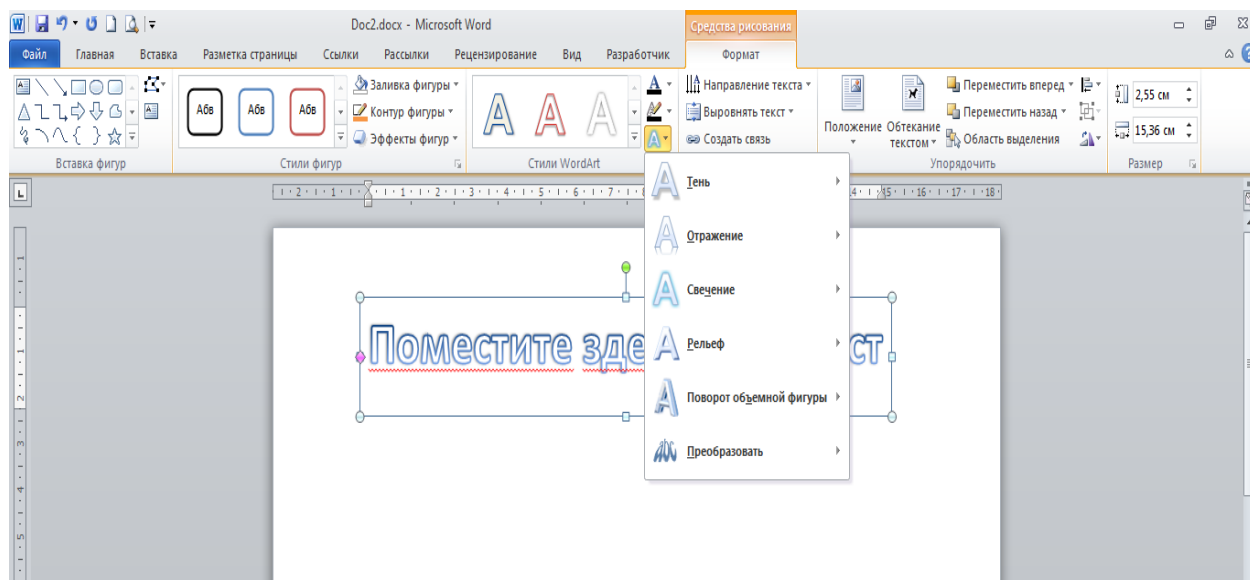 Doc2.docx - Microsoft Word
Средства рисования
Файл Главная Вставка Разметка страницы Ссылки Рассылки Рецензирование Вид Разработчик Формат
Абв Абв Абв
Заливка фигуры
Контур фигуры
Эффекты фигур
Направление текста
Выровнять текст
Создать связь
Положение
Обтекание текстом
Переместить вперед
Переместить назад
Область выделения
2,55 см
15,36 см
Вставка фигур Стили фигур Стили WordArt Упорядочить Размер
Тень
Отражение
Свечение
Рельеф
Поворот объемной фигуры
Преобразовать
Поместите